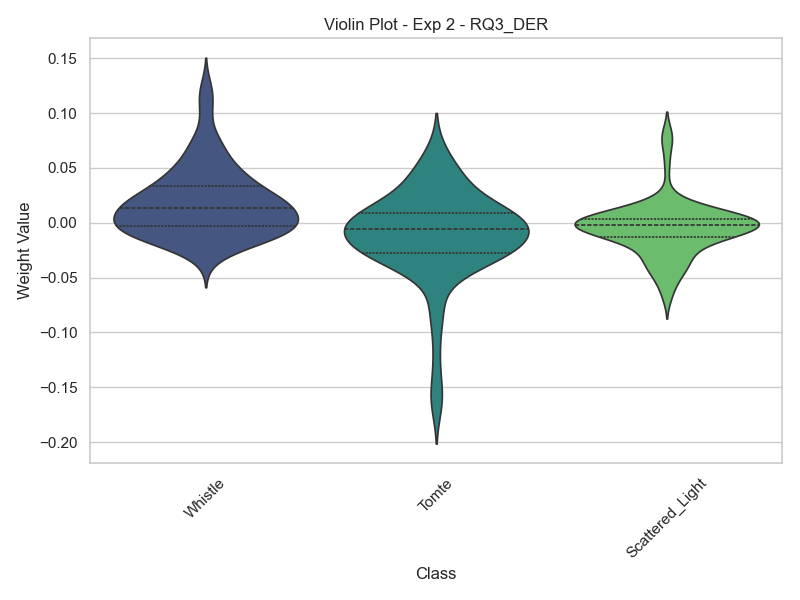 Violin Plot - Exp 2 - RQ3_DER
Weight Value
0.15
0.10
0.05
0.00
−0.05
−0.10
−0.15
−0.20
Whistle
Tomte
Scattered_Light
Class